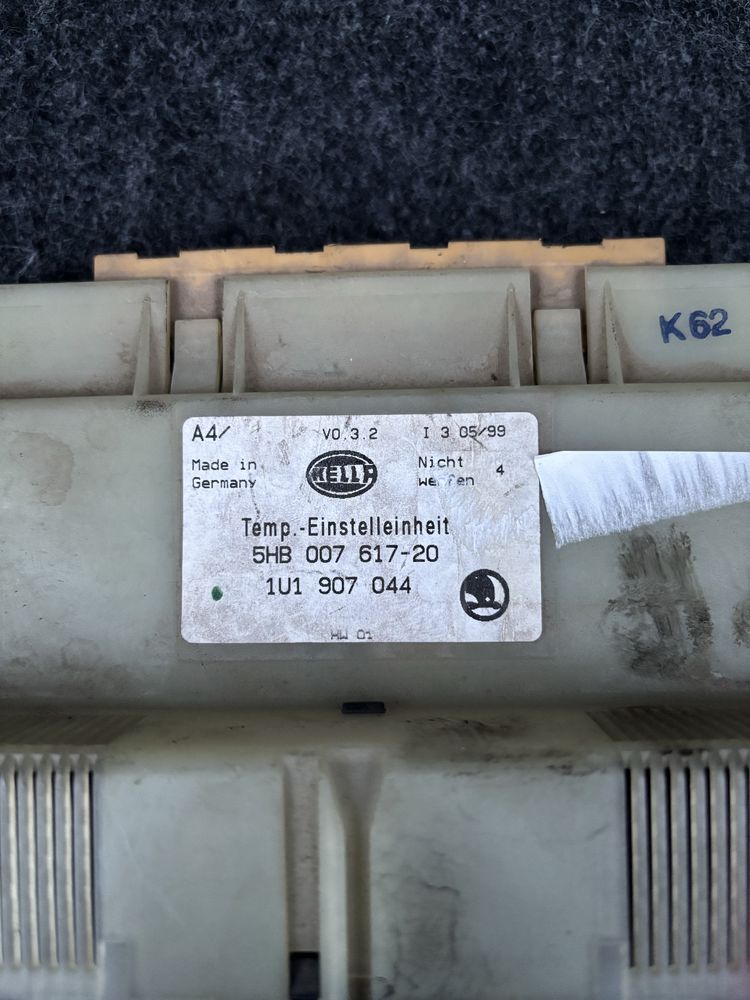 K62
A4/ V0.3.2 I 3 05/99
Made in HELLA Nicht 4
Germany werfen
Temp.-Einstelleinheit
5HB 007 617-20
1U1 907 044
HW 01